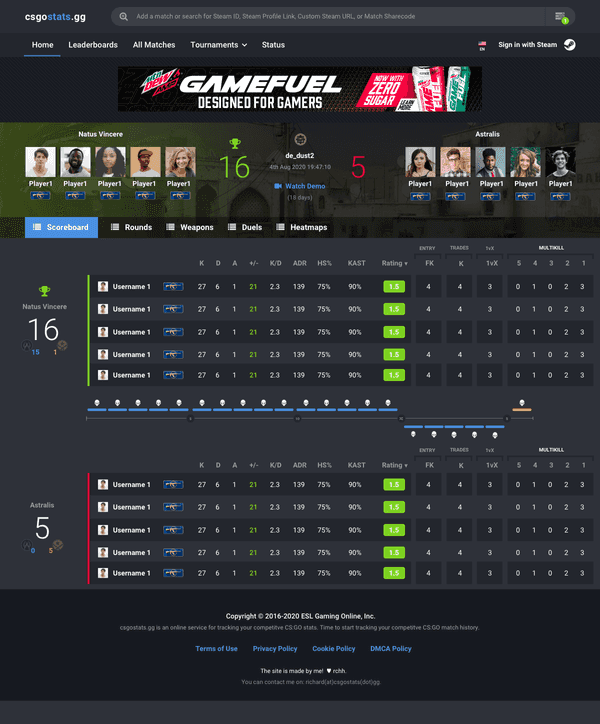 csgostats.gg
Add a match or search for Steam ID, Steam Profile Link, Custom Steam URL, or Match Sharecode
Home Leaderboards All Matches Tournaments Status EN Sign in with Steam
Mtn DEW AMP GAMEFUEL DESIGNED FOR GAMERS NOW WITH ZERO SUGAR LEARN MORE
Natus Vincere
Player1 Player1 Player1 Player1 Player1
16
de_dust2
4th Aug 2020 19:47:10
Watch Demo
(18 days)
5
Astralis
Player1 Player1 Player1 Player1 Player1
Scoreboard Rounds Weapons Duels Heatmaps
ENTRY TRADES 1vX MULTIKILL
K D A +/- K/D ADR HS% KAST Rating FK K 1vX 5 4 3 2 1
Natus Vincere
16
15 1
Username 1 27 6 1 21 2.3 139 75% 90% 1.5 4 4 3 0 1 0 2 3
Username 1 27 6 1 21 2.3 139 75% 90% 1.5 4 4 3 0 1 0 2 3
Username 1 27 6 1 21 2.3 139 75% 90% 1.5 4 4 3 0 1 0 2 3
Username 1 27 6 1 21 2.3 139 75% 90% 1.5 4 4 3 0 1 0 2 3
Username 1 27 6 1 21 2.3 139 75% 90% 1.5 4 4 3 0 1 0 2 3
ENTRY TRADES 1vX MULTIKILL
K D A +/- K/D ADR HS% KAST Rating FK K 1vX 5 4 3 2 1
Astralis
5
0 5
Username 1 27 6 1 21 2.3 139 75% 90% 1.5 4 4 3 0 1 0 2 3
Username 1 27 6 1 21 2.3 139 75% 90% 1.5 4 4 3 0 1 0 2 3
Username 1 27 6 1 21 2.3 139 75% 90% 1.5 4 4 3 0 1 0 2 3
Username 1 27 6 1 21 2.3 139 75% 90% 1.5 4 4 3 0 1 0 2 3
Username 1 27 6 1 21 2.3 139 75% 90% 1.5 4 4 3 0 1 0 2 3
Copyright © 2016-2020 ESL Gaming Online, Inc.
csgostats.gg is an online service for tracking your competitve CS:GO stats. Time to start tracking your competitve CS:GO match history.
Terms of Use Privacy Policy Cookie Policy DMCA Policy
The site is made by me! ♥ rchh.
You can contact me on: richard(at)csgostats(dot)gg.